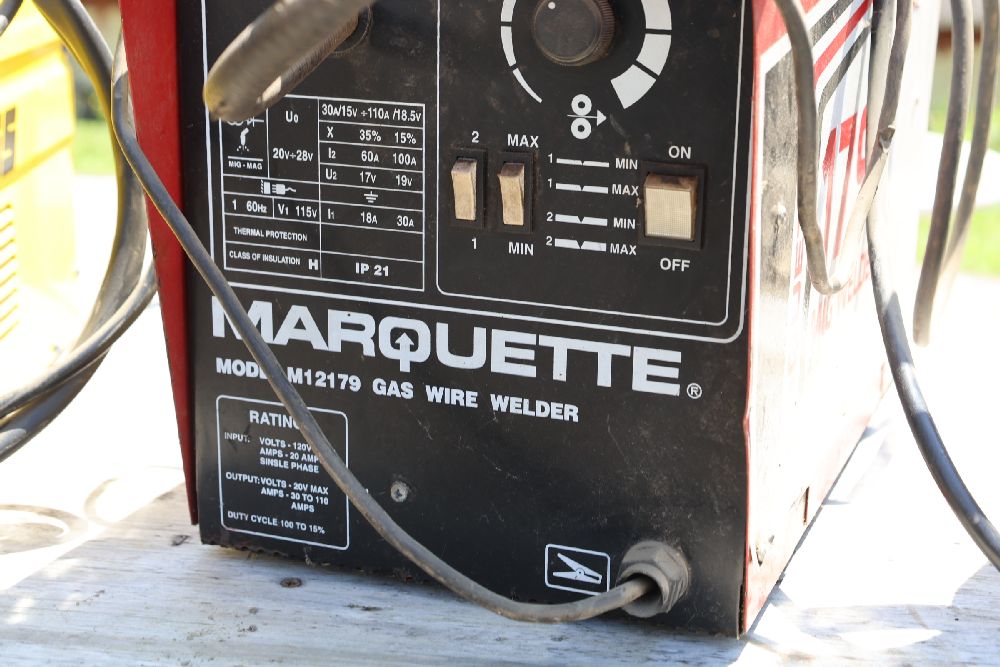 U0
30A/15V ÷110A /18.5V
X 35% 15%
20V÷28V
I2 60A 100A
MIG - MAG
U2 17V 19V
1 60Hz V1 115V
I1 18A 30A
THERMAL PROTECTION
CLASS OF INSULATION H
IP 21
2 MAX
1 MIN
1 MIN
1 MAX
2 MIN
2 MAX
ON
OFF
MARQUETTE®
M12179 GAS WIRE WELDER
RATING
INPUT: VOLTS - 120V
AMPS - 20 AMP
SINSLE PHASE
OUTPUT: VOLTS - 20V MAX
AMPS - 30 TO 110
AMPS
DUTY CYCLE 100 TO 15%